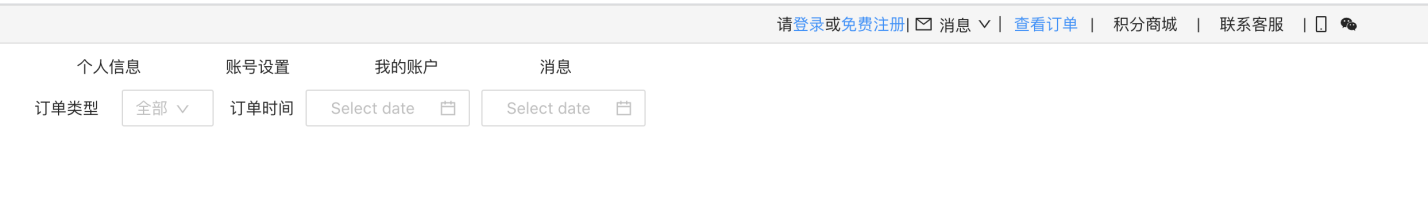 请登录或免费注册| 消息 | 查看订单 | 积分商城 | 联系客服 |
个人信息 账号设置 我的账户 消息
订单类型 全部 订单时间 Select date Select date